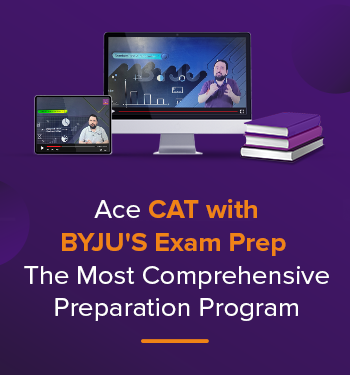 Ace CAT with
BYJU'S Exam Prep
The Most Comprehensive
Preparation Program